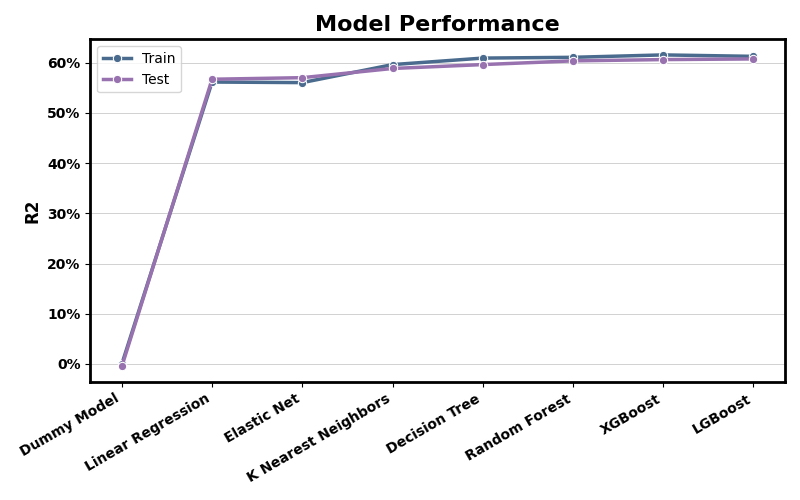 Model Performance
Train
Test
60%
50%
40%
30%
20%
10%
0%
R2
Dummy Model
Linear Regression
Elastic Net
K Nearest Neighbors
Decision Tree
Random Forest
XGBoost
LGBoost